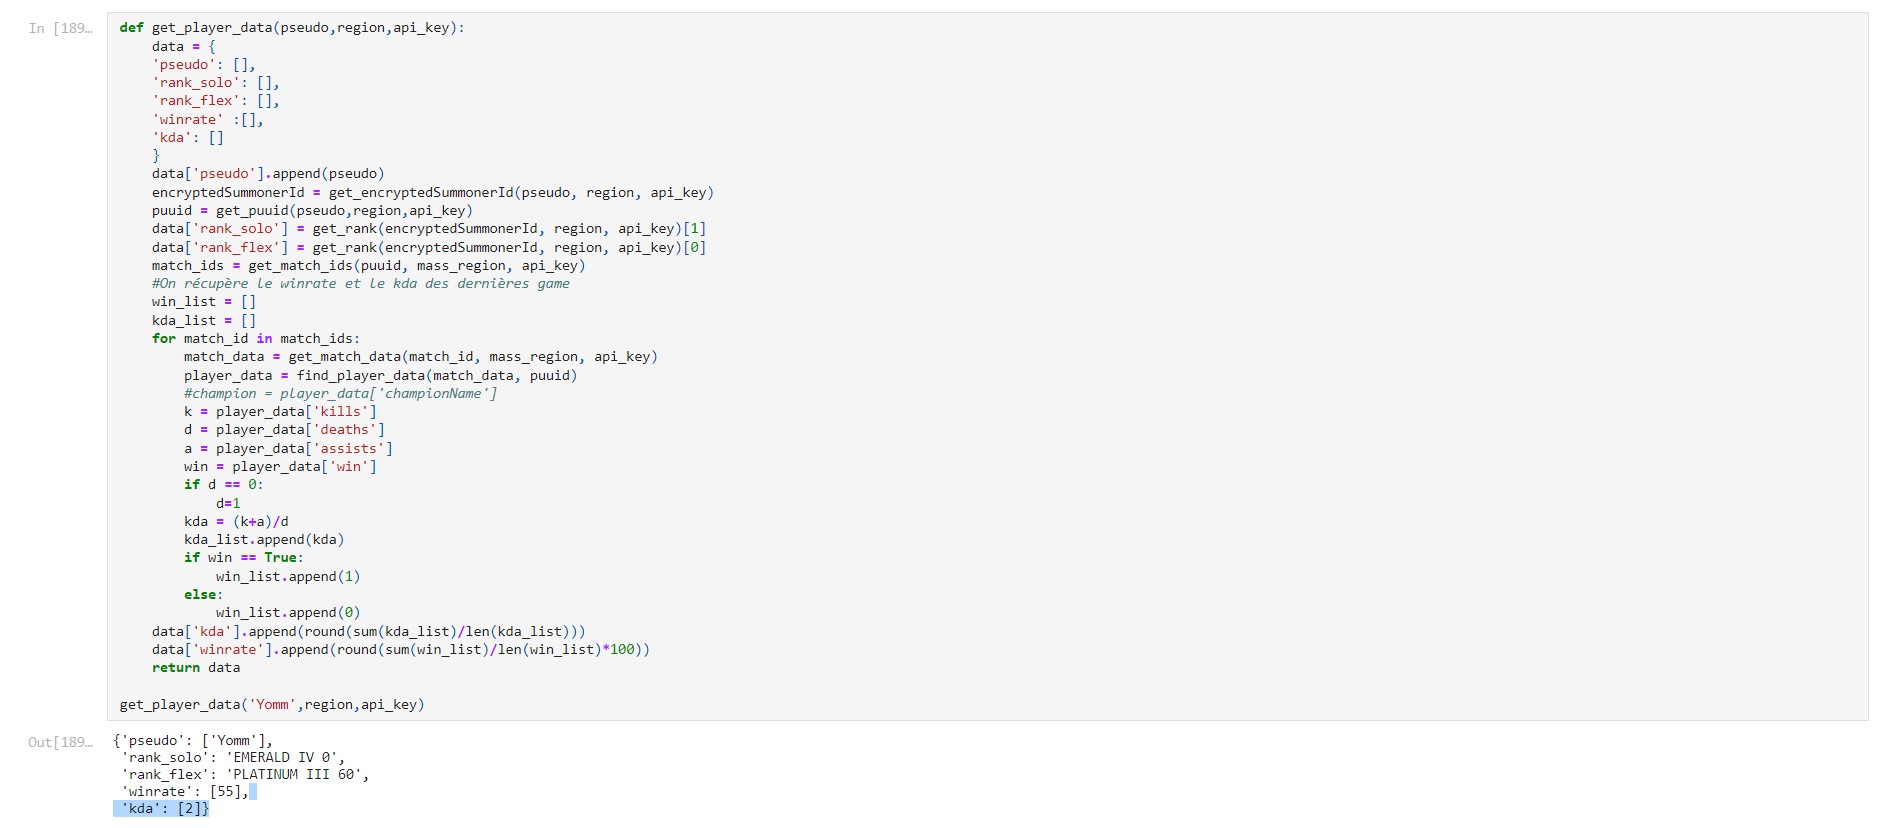 In [189…
def get_player_data(pseudo,region,api_key):
    data = {
    'pseudo': [],
    'rank_solo': [],
    'rank_flex': [],
    'winrate' :[],
    'kda': []
    }
    data['pseudo'].append(pseudo)
    encryptedSummonerId = get_encryptedSummonerId(pseudo, region, api_key)
    puuid = get_puuid(pseudo,region,api_key)
    data['rank_solo'] = get_rank(encryptedSummonerId, region, api_key)[1]
    data['rank_flex'] = get_rank(encryptedSummonerId, region, api_key)[0]
    match_ids = get_match_ids(puuid, mass_region, api_key)
    #On récupère le winrate et le kda des dernières game
    win_list = []
    kda_list = []
    for match_id in match_ids:
        match_data = get_match_data(match_id, mass_region, api_key)
        player_data = find_player_data(match_data, puuid)
        #champion = player_data['championName']
        k = player_data['kills']
        d = player_data['deaths']
        a = player_data['assists']
        win = player_data['win']
        if d == 0:
            d=1
        kda = (k+a)/d
        kda_list.append(kda)
        if win == True:
            win_list.append(1)
        else:
            win_list.append(0)
    data['kda'].append(round(sum(kda_list)/len(kda_list)))
    data['winrate'].append(round(sum(win_list)/len(win_list)*100))
    return data

get_player_data('Yomm',region,api_key)
Out[189…
{'pseudo': ['Yomm'],
 'rank_solo': 'EMERALD IV 0',
 'rank_flex': 'PLATINUM III 60',
 'winrate': [55],
 'kda': [2]}